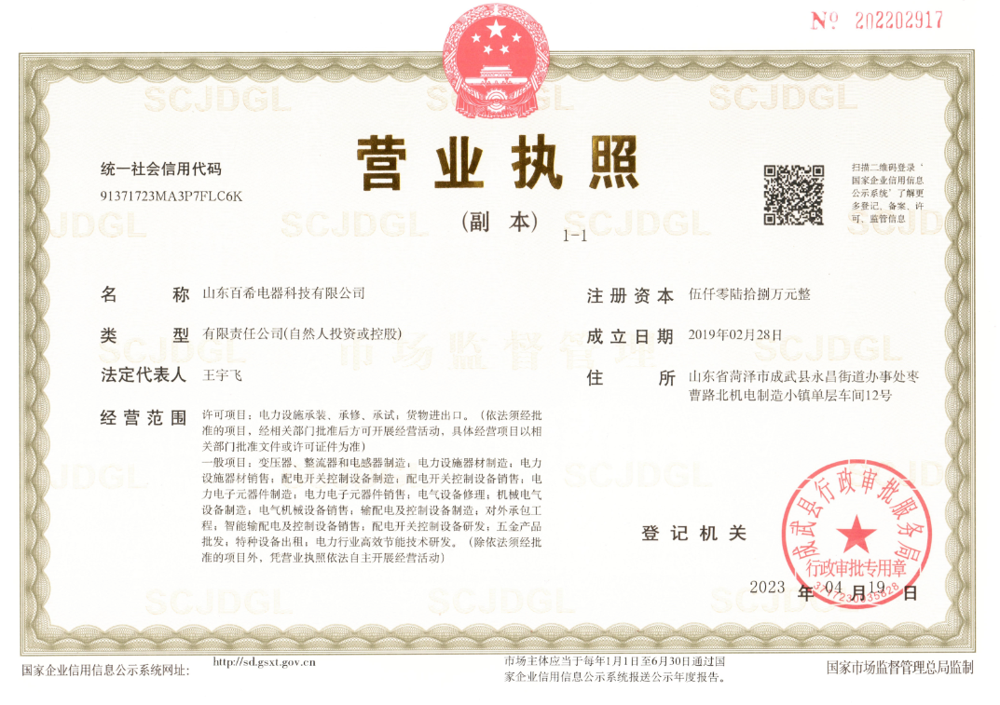 № 202202917
SCJDGL
统一社会信用代码
91371723MA3P7FLC6K
营业执照
(副 本)
1-1
扫描二维码登录‘
国家企业信用信息
公示系统’了解更
多登记、备案、许
可、监管信息
名 称 山东百希电器科技有限公司
类 型 有限责任公司(自然人投资或控股)
法定代表人 王宇飞
经营范围 许可项目：电力设施承装、承修、承试；货物进出口。（依法须经批
准的项目，经相关部门批准后方可开展经营活动，具体经营项目以相
关部门批准文件或许可证件为准）
一般项目：变压器、整流器和电感器制造；电力设施器材制造；电力
设施器材销售；配电开关控制设备制造；配电开关控制设备销售；电
力电子元器件制造；电力电子元器件销售；电气设备修理；机械电气
设备制造；电气机械设备销售；输配电及控制设备制造；对外承包工
程；智能输配电及控制设备销售；配电开关控制设备研发；五金产品
批发；特种设备出租；电力行业高效节能技术研发。（除依法须经批
准的项目外，凭营业执照依法自主开展经营活动）
注册资本 伍仟零陆拾捌万元整
成立日期 2019年02月28日
住 所 山东省菏泽市成武县永昌街道办事处枣
曹路北机电制造小镇单层车间12号
市场监督管理
登记机关
成武县行政审批服务局
行政审批专用章
2023 年 04 月 19 日
国家企业信用信息公示系统网址：
http://sd.gsxt.gov.cn
市场主体应当于每年1月1日至6月30日通过国
家企业信用信息公示系统报送公示年度报告。
国家市场监督管理总局监制